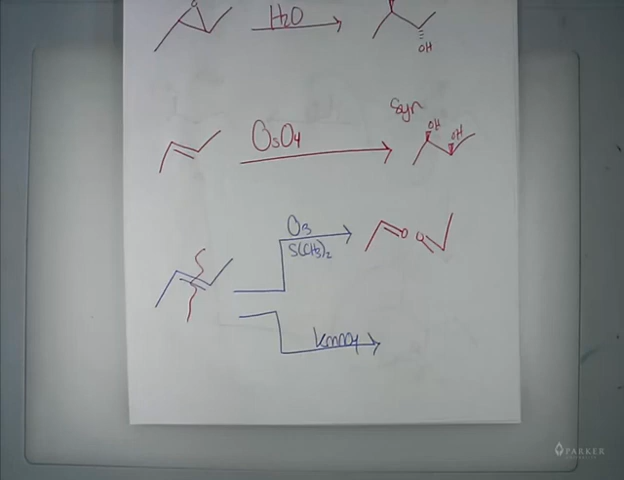 O
H2O
OH
Syn
OsO4
OH OH
O3
S(CH3)2
O O
KMnO4
PARKER